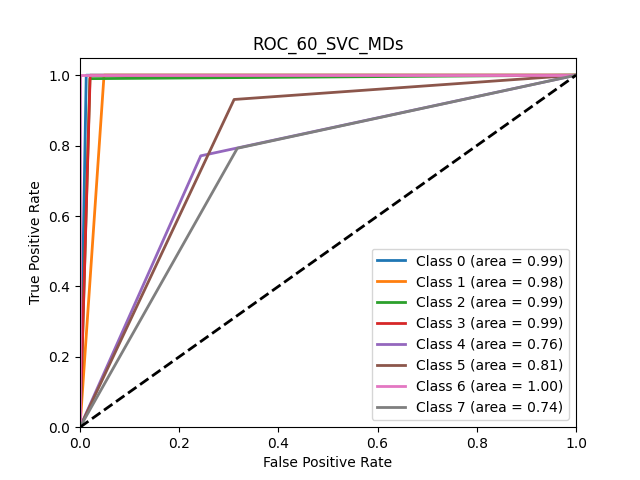 ROC_60_SVC_MDs
1.0
0.8
0.6
0.4
0.2
0.0
True Positive Rate
Class 0 (area = 0.99)
Class 1 (area = 0.98)
Class 2 (area = 0.99)
Class 3 (area = 0.99)
Class 4 (area = 0.76)
Class 5 (area = 0.81)
Class 6 (area = 1.00)
Class 7 (area = 0.74)
0.0 0.2 0.4 0.6 0.8 1.0
False Positive Rate